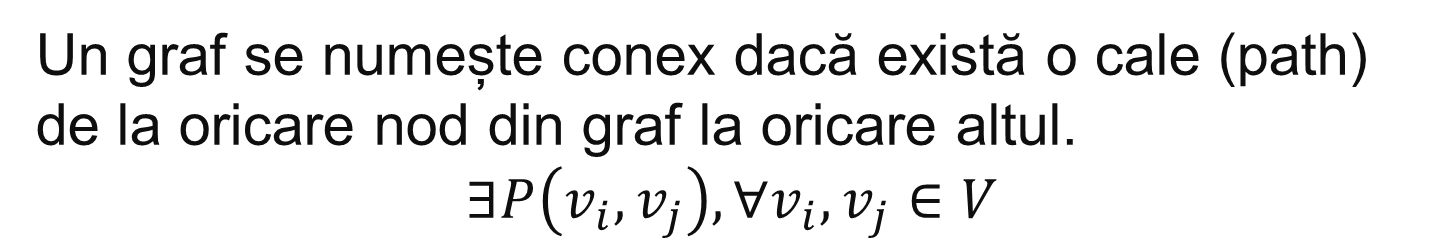 Un graf se numește conex dacă există o cale (path)
de la oricare nod din graf la oricare altul.
∃𝑃(𝑣ᵢ, 𝑣ⱼ), ∀𝑣ᵢ, 𝑣ⱼ ∈ 𝑉